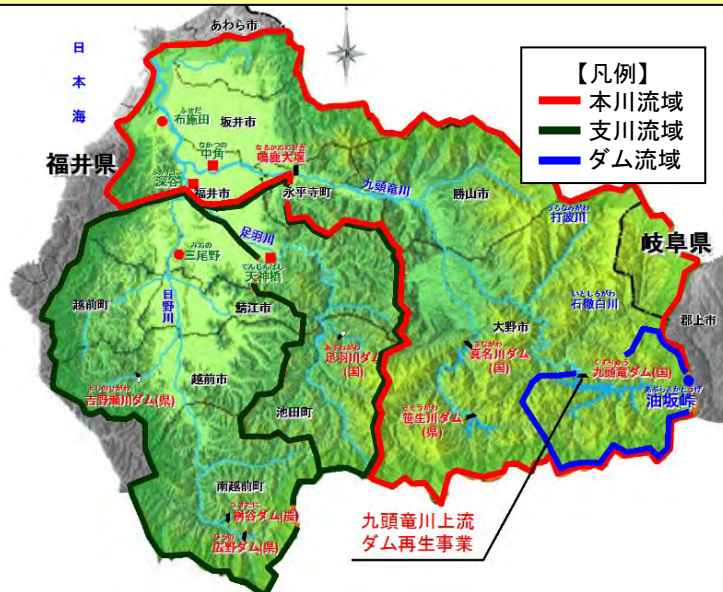 あわら市
日本海
【凡例】
本川流域
支川流域
ダム流域
ふせだ
布施田
坂井市
なかつの
中角
なるかおおぜき
鳴鹿大堰
福井県
深谷
福井市
永平寺町
九頭竜川
勝山市
うちなみがわ
打波川
岐阜県
足羽川
みおの
三尾野
てんじんばし
天神橋
日野川
越前町
鯖江市
いとしろがわ
石徹白川
郡上市
大野市
あすわがわ
足羽川ダム
(国)
まながわ
真名川ダム
(国)
くずりゅう
九頭竜ダム(国)
あぶらさかとうげ
油坂峠
よしのせがわ
吉野瀬川ダム(県)
越前市
池田町
さそうがわ
笹生川ダム
(県)
南越前町
ますたに
桝谷ダム(農)
ひろの
広野ダム(県)
九頭竜川上流
ダム再生事業